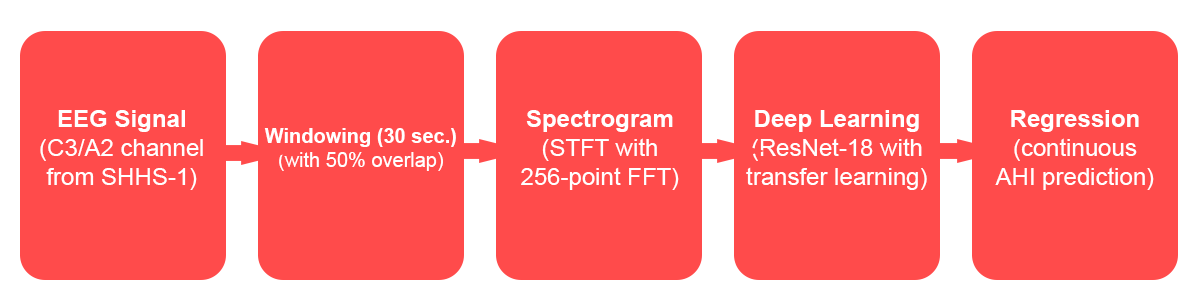 EEG Signal
(C3/A2 channel
from SHHS-1)
Windowing (30 sec.)
(with 50% overlap)
Spectrogram
(STFT with
256-point FFT)
Deep Learning
(ResNet-18 with
transfer learning)
Regression
(continuous
AHI prediction)